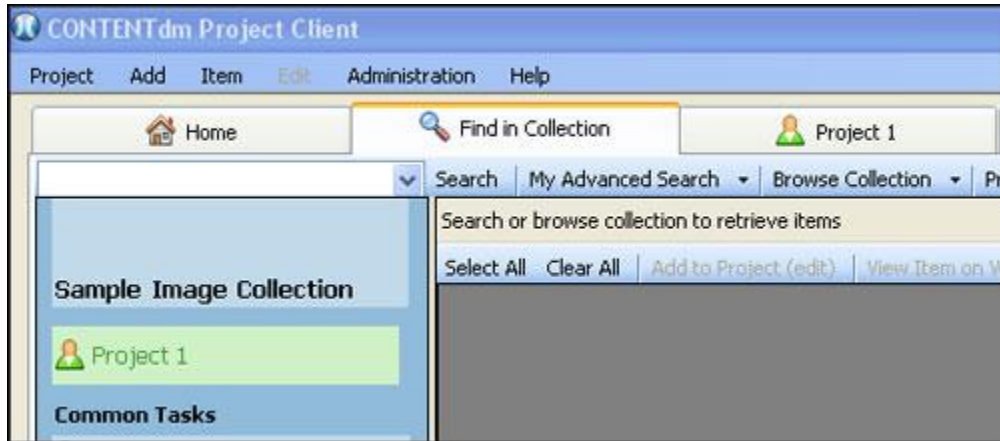 CONTENTdm Project Client
Project Add Item Edit Administration Help
Home Find in Collection Project 1
Search My Advanced Search Browse Collection
Search or browse collection to retrieve items
Select All Clear All Add to Project (edit) View Item on
Sample Image Collection
Project 1
Common Tasks